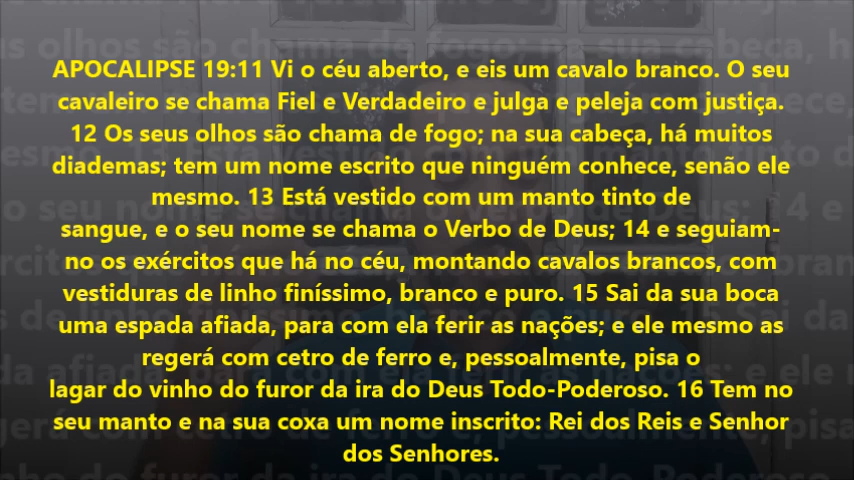 APOCALIPSE 19:11 Vi o céu aberto, e eis um cavalo branco. O seu
cavaleiro se chama Fiel e Verdadeiro e julga e peleja com justiça.
12 Os seus olhos são chama de fogo; na sua cabeça, há muitos
diademas; tem um nome escrito que ninguém conhece, senão ele
mesmo. 13 Está vestido com um manto tinto de
sangue, e o seu nome se chama o Verbo de Deus; 14 e seguiam-
no os exércitos que há no céu, montando cavalos brancos, com
vestiduras de linho finíssimo, branco e puro. 15 Sai da sua boca
uma espada afiada, para com ela ferir as nações; e ele mesmo as
regerá com cetro de ferro e, pessoalmente, pisa o
lagar do vinho do furor da ira do Deus Todo-Poderoso. 16 Tem no
seu manto e na sua coxa um nome inscrito: Rei dos Reis e Senhor
dos Senhores.